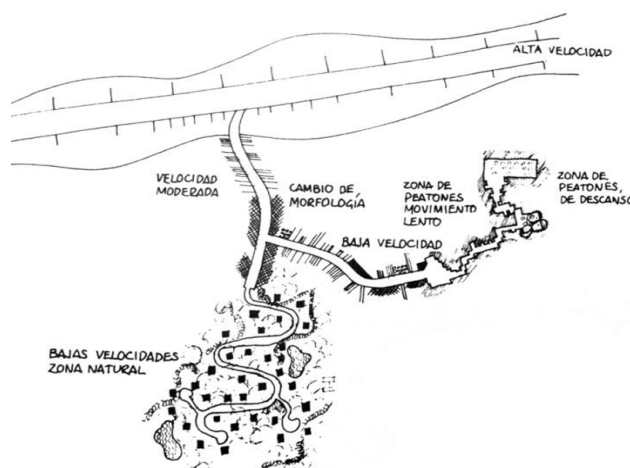 ALTA VELOCIDAD
VELOCIDAD
MODERADA
CAMBIO DE
MORFOLOGÍA
ZONA DE
PEATONES
MOVIMIENTO
LENTO
ZONA DE
PEATONES,
DE DESCANSO
BAJA VELOCIDAD
BAJAS VELOCIDADES
ZONA NATURAL